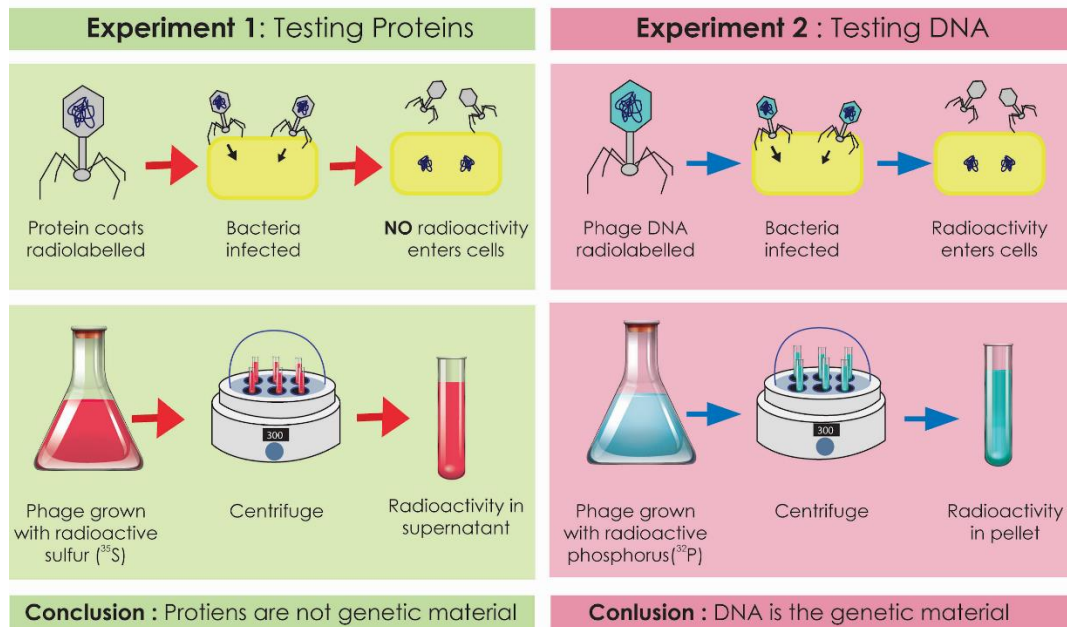 Experiment 1: Testing Proteins
Protein coats
radiolabelled
Bacteria
infected
NO radioactivity
enters cells
300
Phage grown
with radioactive
sulfur (³⁵S)
Centrifuge
Radioactivity in
supernatant
Conclusion : Protiens are not genetic material
Experiment 2 : Testing DNA
Phage DNA
radiolabelled
Bacteria
infected
Radioactivity
enters cells
300
Phage grown
with radioactive
phosphorus(³²P)
Centrifuge
Radioactivity
in pellet
Conlusion : DNA is the genetic material